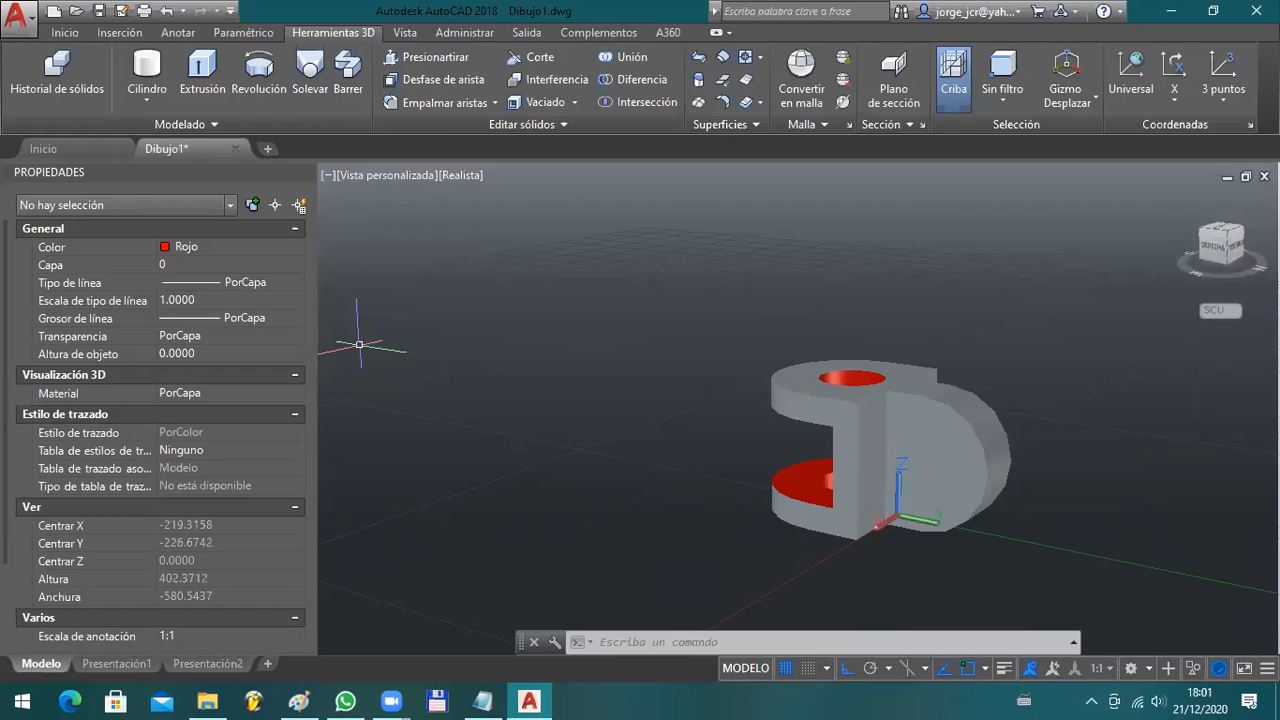 Autodesk AutoCAD 2018 Dibujo1.dwg
Escriba palabra clave o frase
jorge_jcr@yah...
Inicio Inserción Anotar Paramétrico Herramientas 3D Vista Administrar Salida Complementos A360
Historial de sólidos
Cilindro
Extrusión
Revolución
Solevar
Barrer
Modelado
Presionartirar
Desfase de arista
Empalmar aristas
Corte
Interferencia
Vaciado
Unión
Diferencia
Intersección
Editar sólidos
Superficies
Convertir
en malla
Malla
Plano
de sección
Sección
Criba
Sin filtro
Gizmo
Desplazar
Selección
Universal
X
3 puntos
Coordenadas
Inicio
Dibujo1*
PROPIEDADES
No hay selección
General
Color Rojo
Capa 0
Tipo de línea PorCapa
Escala de tipo de línea 1.0000
Grosor de línea PorCapa
Transparencia PorCapa
Altura de objeto 0.0000
Visualización 3D
Material PorCapa
Estilo de trazado
Estilo de trazado PorColor
Tabla de estilos de tr... Ninguno
Tabla de trazado aso... Modelo
Tipo de tabla de traz... No está disponible
Ver
Centrar X -219.3158
Centrar Y -226.6742
Centrar Z 0.0000
Altura 402.3712
Anchura -580.5437
Varios
Escala de anotación 1:1
[−][Vista personalizada][Realista]
SCU
Z
Escriba un comando
Modelo Presentación1 Presentación2
MODELO
1:1
18:01
21/12/2020